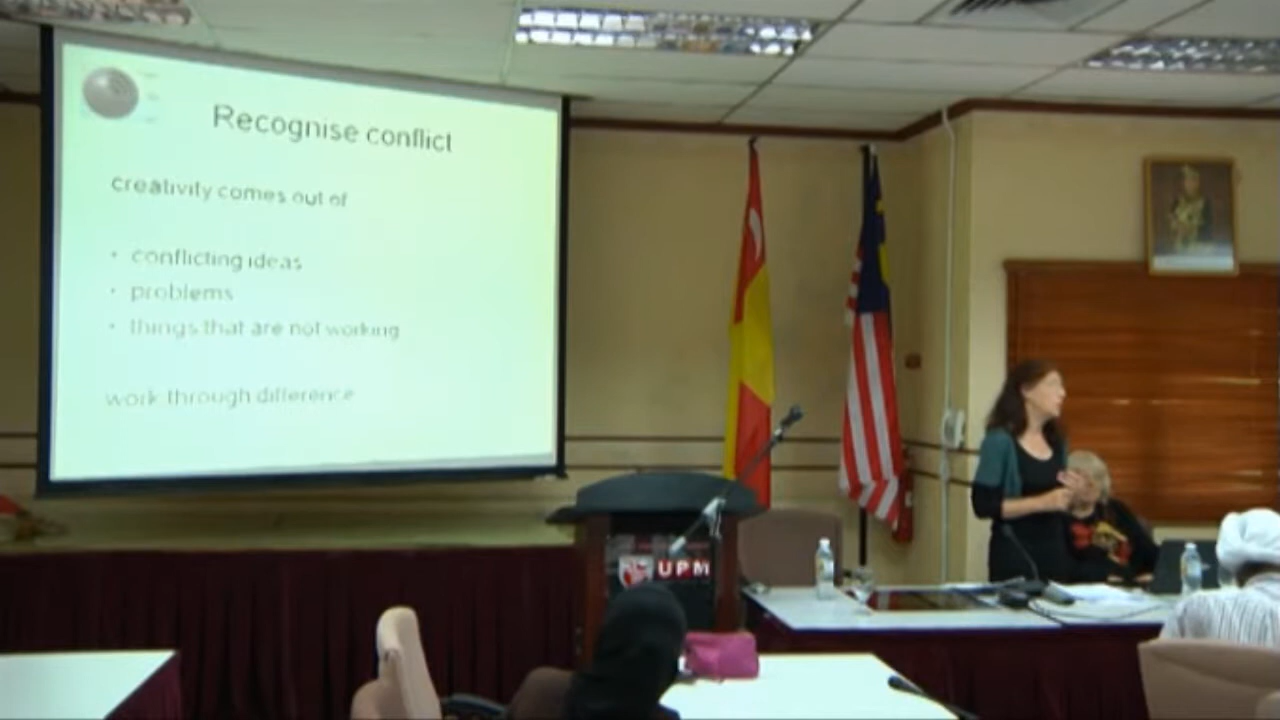 Recognise conflict
creativity comes out of
• conflicting ideas
• problems
• things that are not working
work through difference
UPM